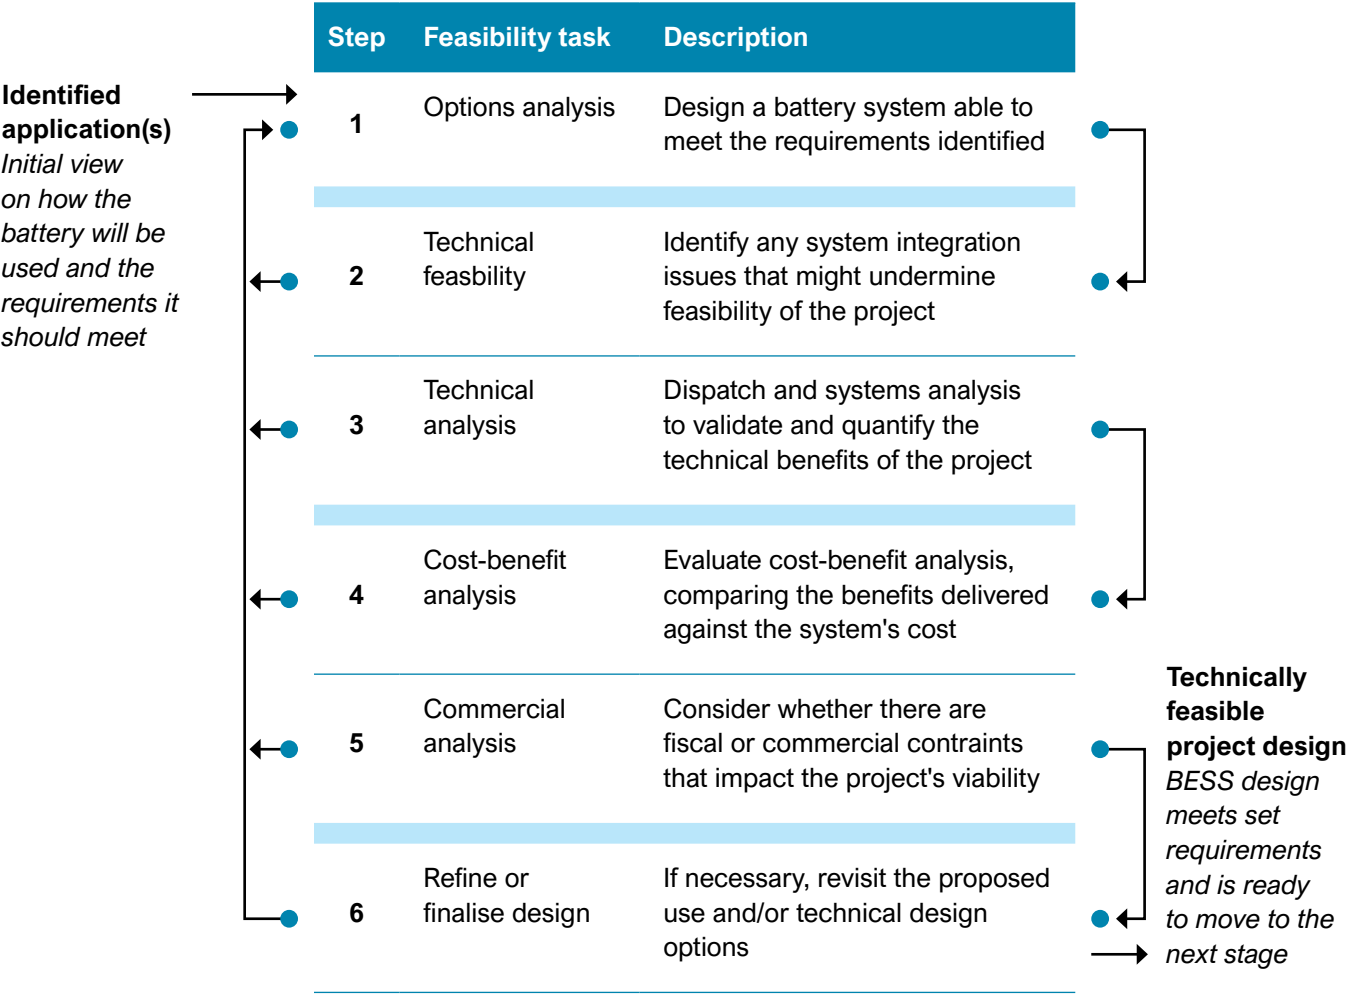 Step Feasibility task Description
Identified
application(s)
Initial view
on how the
battery will be
used and the
requirements it
should meet
1
Options analysis
Design a battery system able to
meet the requirements identified
2
Technical
feasbility
Identify any system integration
issues that might undermine
feasibility of the project
3
Technical
analysis
Dispatch and systems analysis
to validate and quantify the
technical benefits of the project
4
Cost-benefit
analysis
Evaluate cost-benefit analysis,
comparing the benefits delivered
against the system's cost
5
Commercial
analysis
Consider whether there are
fiscal or commercial contraints
that impact the project's viability
6
Refine or
finalise design
If necessary, revisit the proposed
use and/or technical design
options
Technically
feasible
project design
BESS design
meets set
requirements
and is ready
to move to the
next stage